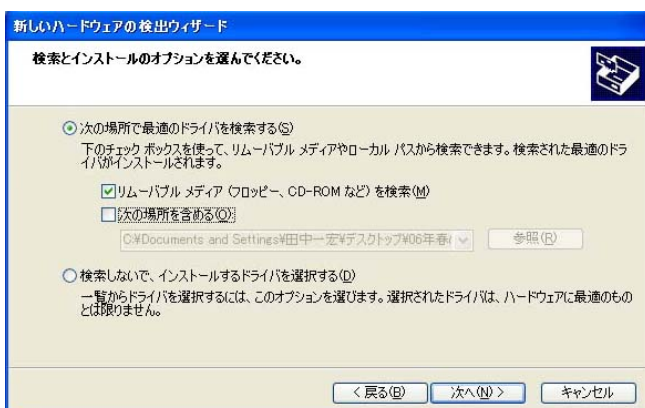 新しいハードウェアの検出ウィザード
検索とインストールのオプションを選んでください。
次の場所で最適のドライバを検索する(S)
下のチェック ボックスを使って、リムーバブル メディアやローカル パスから検索できます。検索された最適のドラ
イバがインストールされます。
リムーバブル メディア (フロッピー、CD-ROM など) を検索(M)
次の場所を含める(O):
C:¥Documents and Settings¥田中一宏¥デスクトップ¥06年春
参照(R)
検索しないで、インストールするドライバを選択する(D)
一覧からドライバを選択するには、このオプションを選びます。選択されたドライバは、ハードウェアに最適のもの
とは限りません。
< 戻る(B)
次へ(N) >
キャンセル